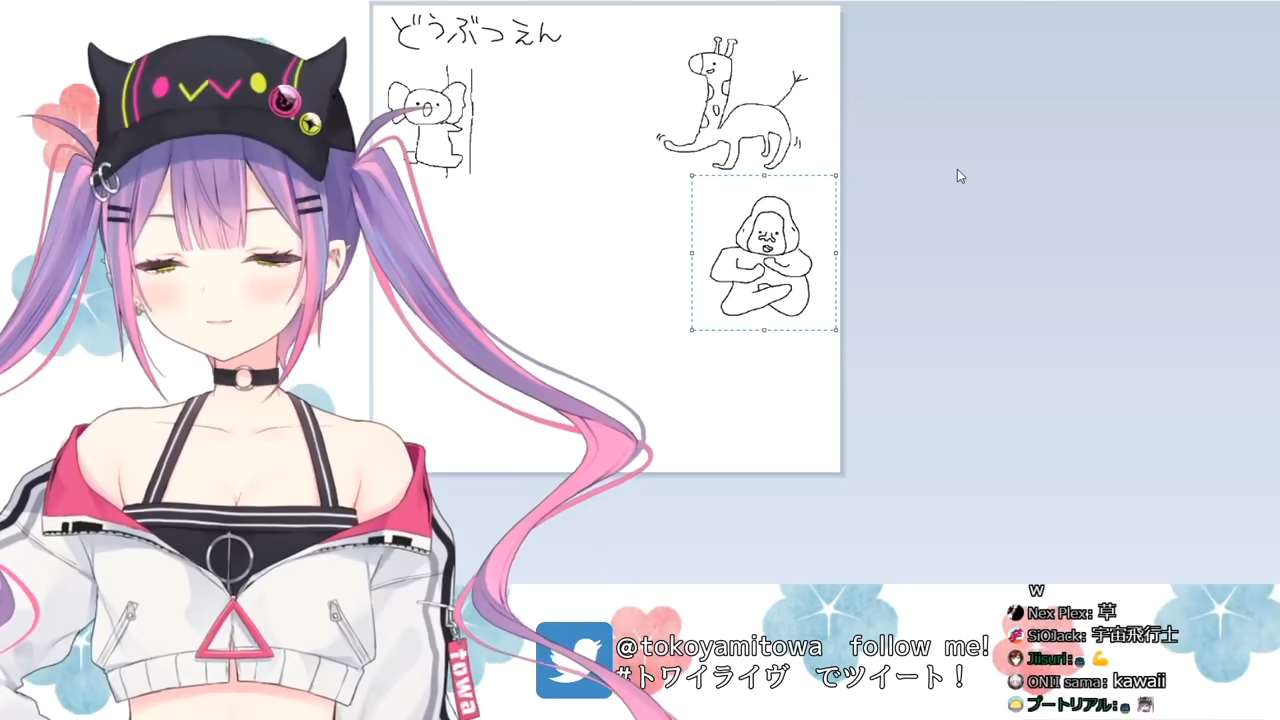 どうぶつえん
w
Nex Plex: 草
SiOJack: 宇宙飛行士
Jiisuri:
ONII sama: kawaii
プートリアル:
@tokoyamitowa follow me!
#トワイライヴ でツイート！
towa